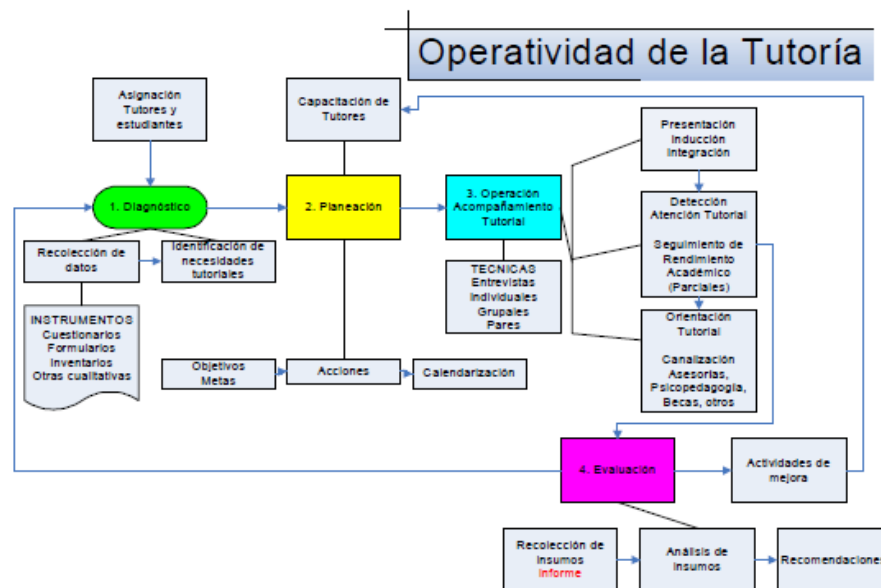 Operatividad de la Tutoría
Asignación
Tutores y
estudiantes
Capacitación de
Tutores
Presentación
Inducción
Integración
1. Diagnóstico
2. Planeación
3. Operación
Acompañamiento
Tutorial
Detección
Atención Tutorial
Seguimiento de
Rendimiento
Académico
(Parciales)
Recolección de
datos
Identificación de
necesidades
tutoriales
TECNICAS
Entrevistas
Individuales
Grupales
Pares
INSTRUMENTOS
Cuestionarios
Formularios
Inventarios
Otras cualitativas
Orientación
Tutorial
Canalización
Asesorías,
Psicopedagogía,
Becas, otros
Objetivos
Metas
Acciones
Calendarización
4. Evaluación
Actividades de
mejora
Recolección de
insumos
Informe
Análisis de
insumos
Recomendaciones